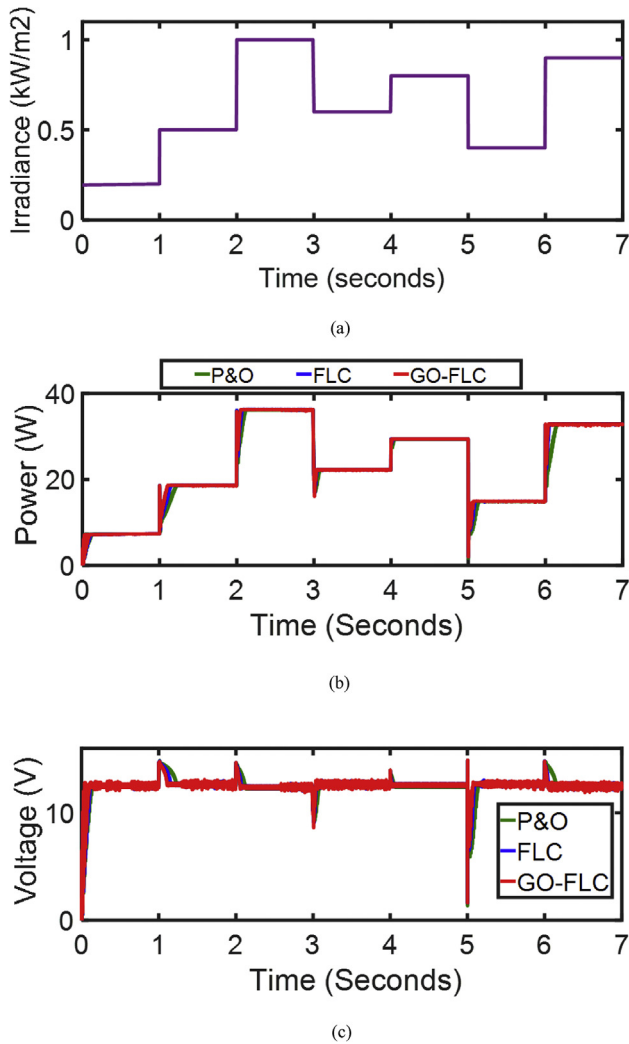 Irradiance (kW/m2)
1
0.5
0
0 1 2 3 4 5 6 7
Time (seconds)
(a)
P&O FLC GO-FLC
Power (W)
40
20
0
0 1 2 3 4 5 6 7
Time (Seconds)
(b)
Voltage (V)
10
0
P&O
FLC
GO-FLC
0 1 2 3 4 5 6 7
Time (Seconds)
(c)